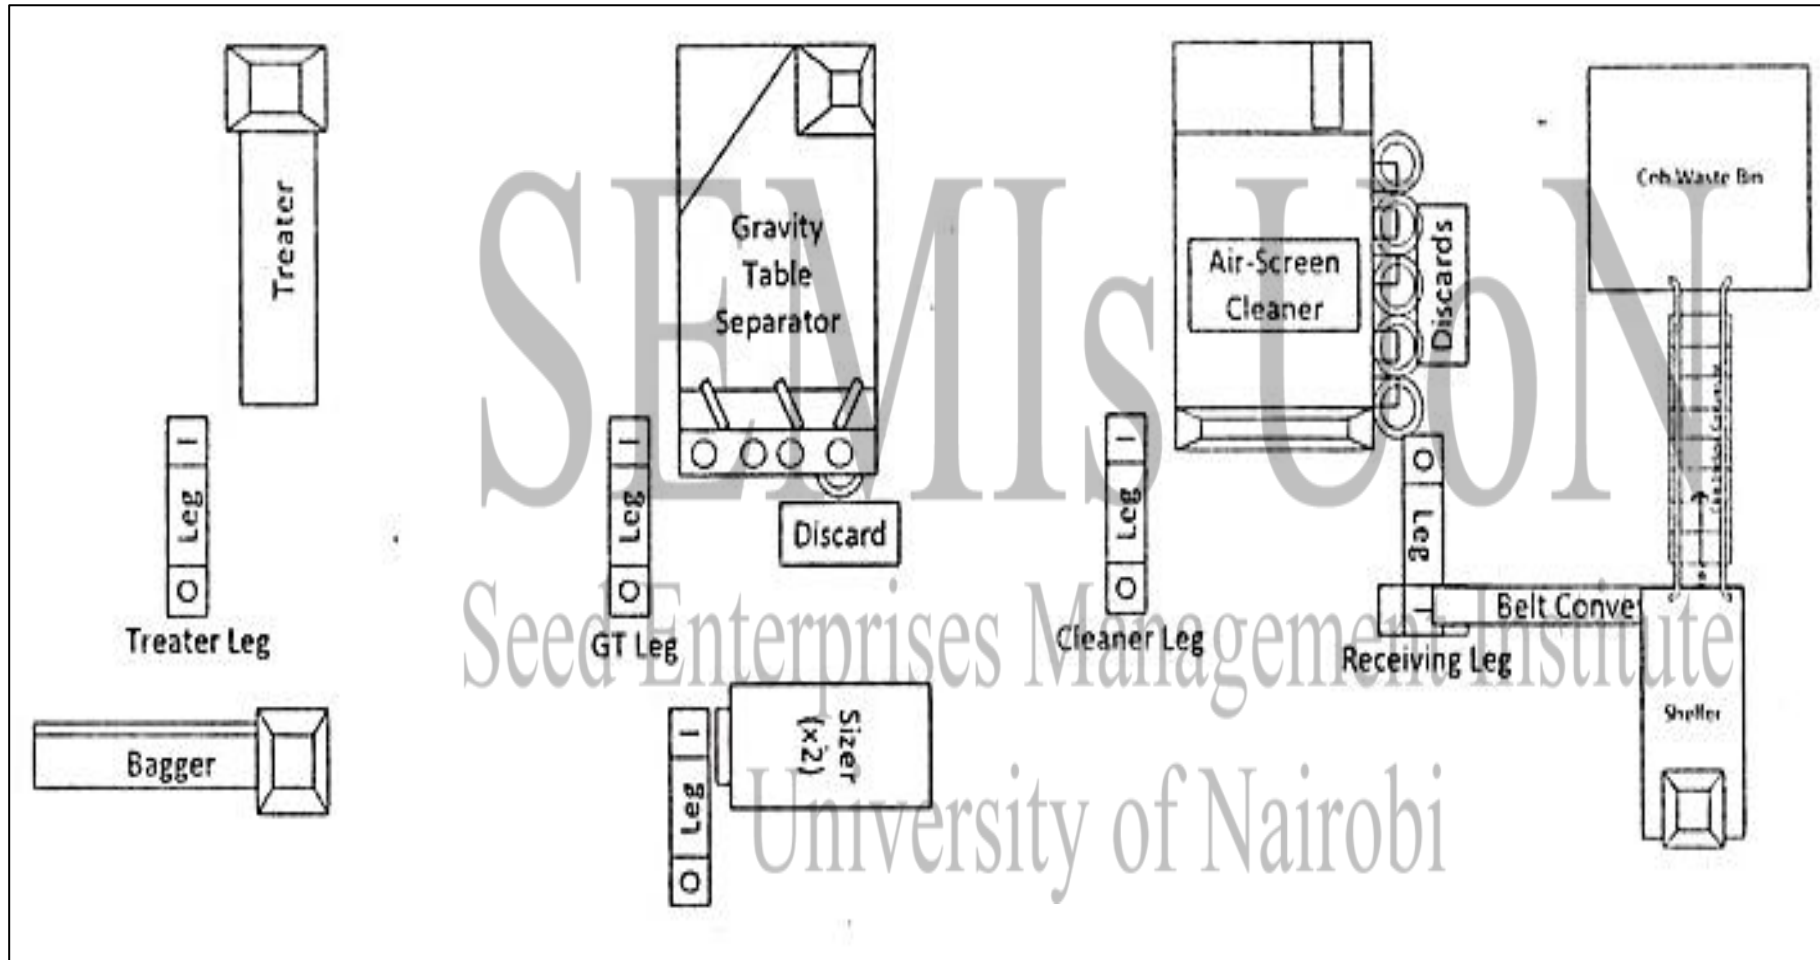 Treater
I
Leg
O
Treater Leg
Bagger
Gravity
Table
Separator
Discard
I
Leg
O
GT Leg
Sizer
(x2)
I
Leg
O
Air-Screen
Cleaner
Discards
I
Leg
O
Cleaner Leg
O
Leg
I
Receiving Leg
Belt Conve
Cob Waste Bin
Sheller
SEMIs UoN
Seed Enterprises Management Institute
University of Nairobi